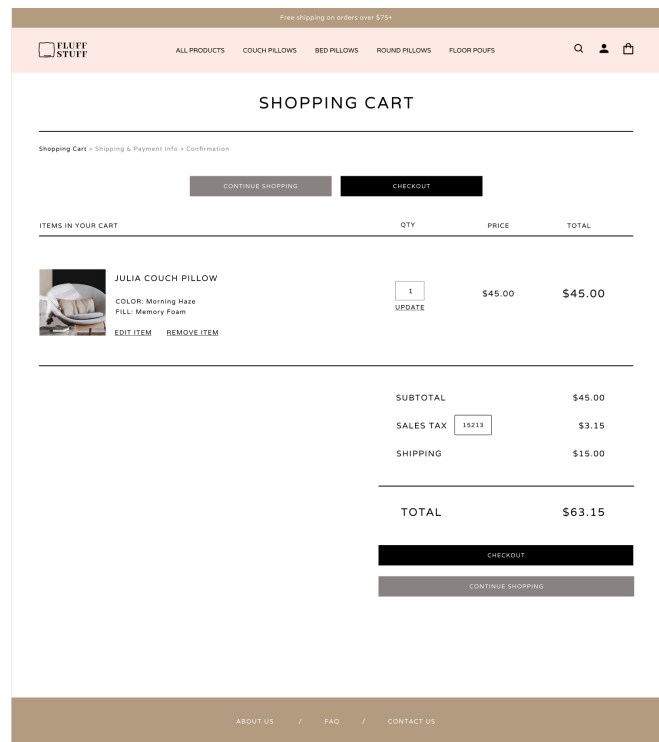 Free shipping on orders over $75+
FLUFF
STUFF
ALL PRODUCTS COUCH PILLOWS BED PILLOWS ROUND PILLOWS FLOOR POUFS
SHOPPING CART
Shopping Cart > Shipping & Payment Info > Confirmation
CONTINUE SHOPPING CHECKOUT
ITEMS IN YOUR CART QTY PRICE TOTAL
JULIA COUCH PILLOW
COLOR: Morning Haze
FILL: Memory Foam
EDIT ITEM REMOVE ITEM
1 $45.00 $45.00
UPDATE
SUBTOTAL $45.00
SALES TAX 15213 $3.15
SHIPPING $15.00
TOTAL $63.15
CHECKOUT
CONTINUE SHOPPING
ABOUT US / FAQ / CONTACT US